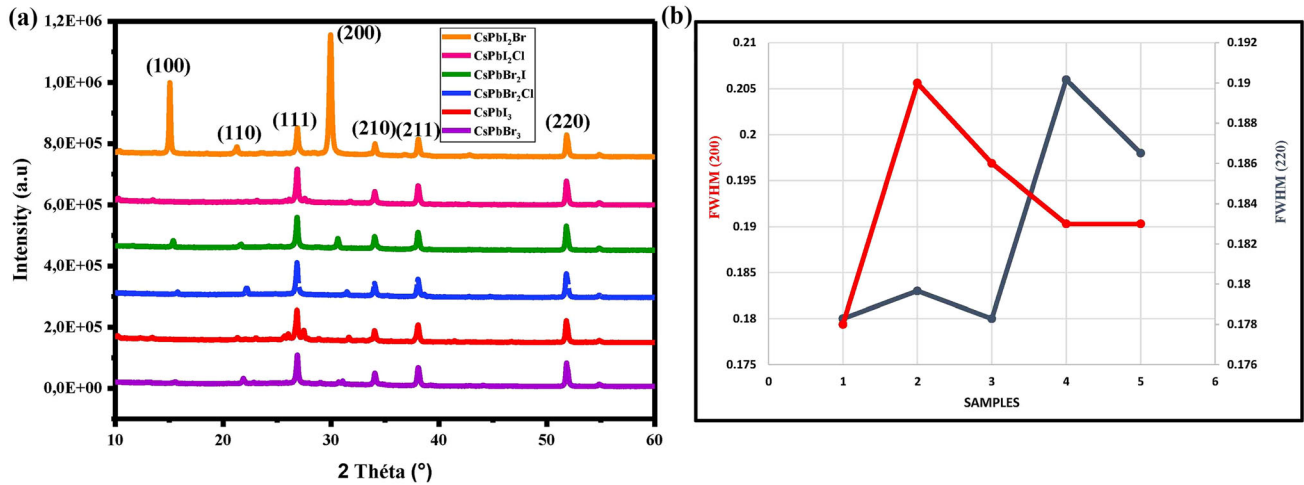 (a)
1,2E+06
1,0E+06
8,0E+05
6,0E+05
4,0E+05
2,0E+05
0,0E+00
Intensity (a.u)
(100)
(110)
(111)
(200)
(210)
(211)
(220)
CsPbI₂Br
CsPbI₂Cl
CsPbBr₂I
CsPbBr₂Cl
CsPbI₃
CsPbBr₃
10 20 30 40 50 60
2 Théta (°)
(b)
0.21
0.205
0.2
0.195
0.19
0.185
0.18
0.175
FWHM (200)
0.192
0.19
0.188
0.186
0.184
0.182
0.18
0.178
0.176
FWHM (220)
0 1 2 3 4 5 6
SAMPLES